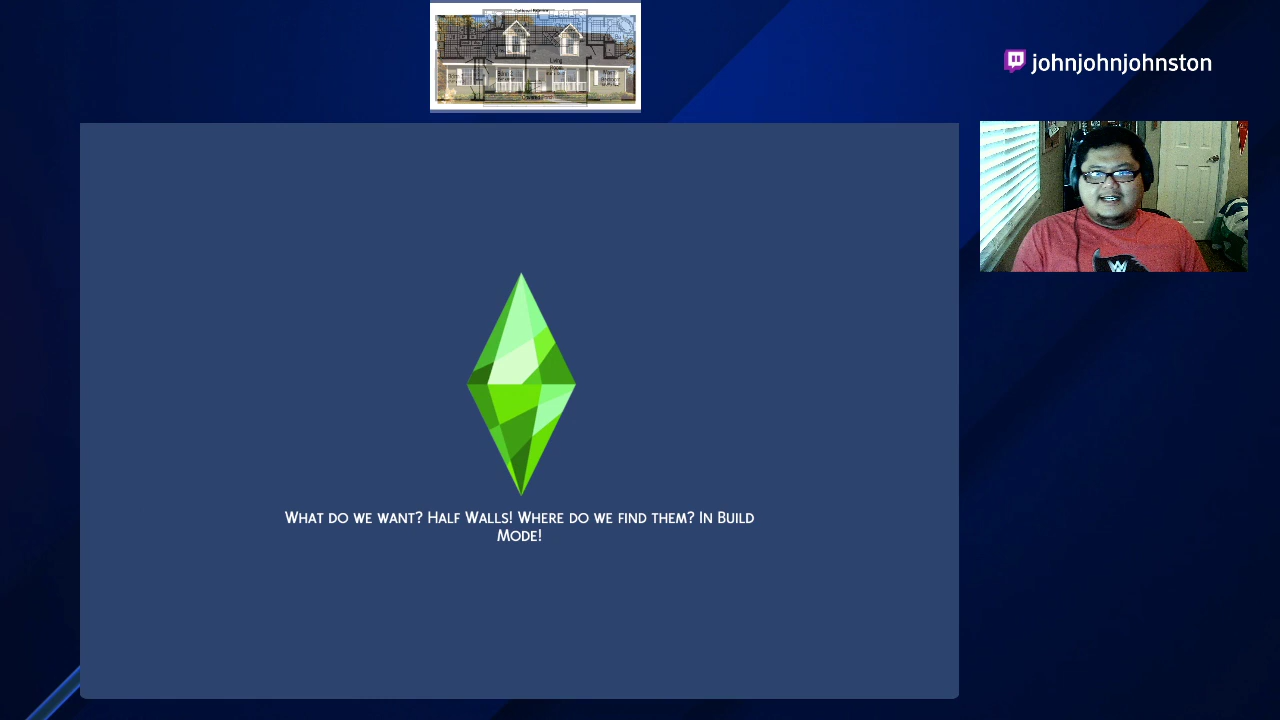 johnjohnjohnston
What do we want? Half Walls! Where do we find them? In Build
Mode!